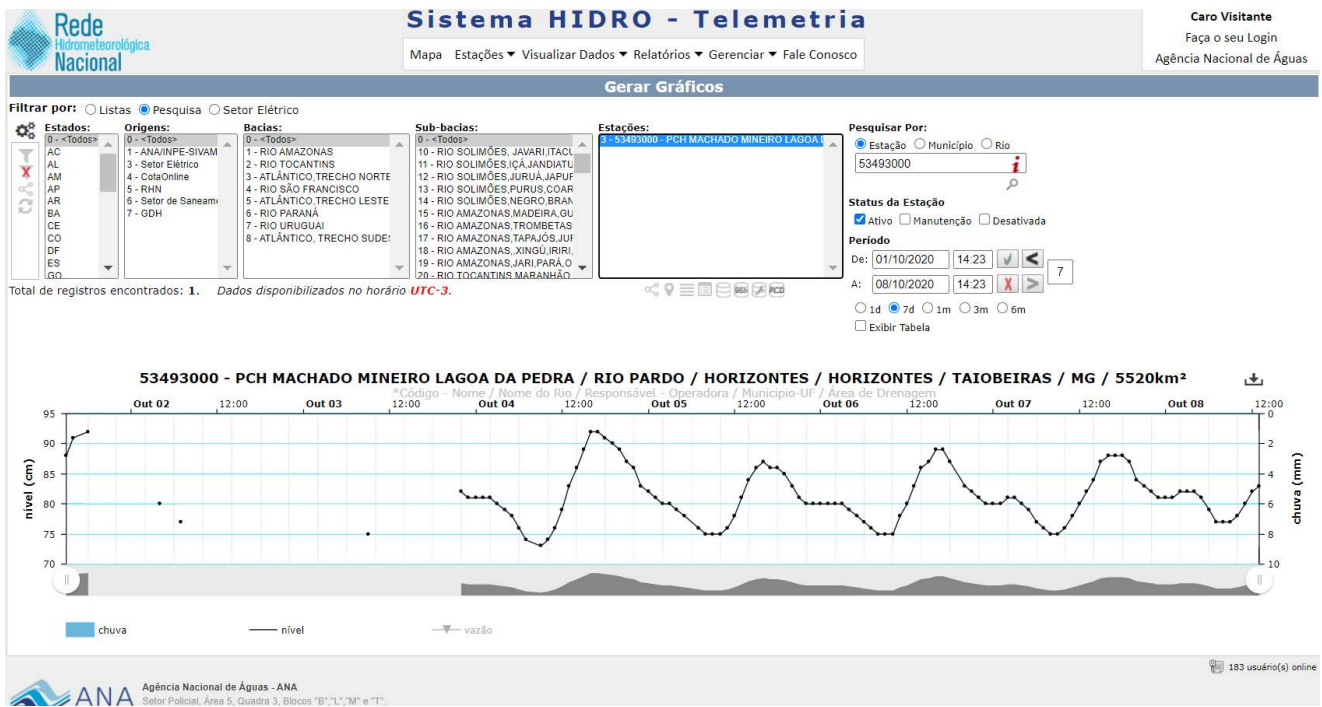 Rede
Hidrometeorológica
Nacional
Sistema HIDRO - Telemetria
Mapa Estações Visualizar Dados Relatórios Gerenciar Fale Conosco
Caro Visitante
Faça o seu Login
Agência Nacional de Águas
Gerar Gráficos
Filtrar por: Listas Pesquisa Setor Elétrico
Estados:
0 - <Todos>
AC
AL
AM
AP
AR
BA
CE
CO
DF
ES
GO
Origens:
0 - <Todos>
1 - ANA/INPE-SIVAM
3 - Setor Elétrico
4 - CotaOnline
5 - RHN
6 - Setor de Saneam
7 - GDH
Bacias:
0 - <Todos>
1 - RIO AMAZONAS
2 - RIO TOCANTINS
3 - ATLÂNTICO,TRECHO NORTE
4 - RIO SÃO FRANCISCO
5 - ATLÂNTICO,TRECHO LESTE
6 - RIO PARANÁ
7 - RIO URUGUAI
8 - ATLÂNTICO, TRECHO SUDE
Sub-bacias:
0 - <Todos>
10 - RIO SOLIMÕES, JAVARI,ITACU
11 - RIO SOLIMÕES,IÇÁ,JANDIATU
12 - RIO SOLIMÕES,JURUÁ,JAPUR
13 - RIO SOLIMÕES,PURUS,COAR
14 - RIO SOLIMÕES,NEGRO,BRAN
15 - RIO AMAZONAS,MADEIRA,GU
16 - RIO AMAZONAS,TROMBETAS
17 - RIO AMAZONAS,TAPAJÓS,JUR
18 - RIO AMAZONAS,,XINGÚ,IRIRI,
19 - RIO AMAZONAS,JARI,PARÁ,O
20 - RIO TOCANTINS MARANHÃO
Estações:
3 - 53493000 - PCH MACHADO MINEIRO LAGOA
Pesquisar Por:
Estação Município Rio
53493000
Status da Estação
Ativo Manutenção Desativada
Período
De: 01/10/2020 14:23 <
7
A: 08/10/2020 14:23 X >
1d 7d 1m 3m 6m
Exibir Tabela
Total de registros encontrados: 1. Dados disponibilizados no horário UTC-3.
96h PCD
53493000 - PCH MACHADO MINEIRO LAGOA DA PEDRA / RIO PARDO / HORIZONTES / HORIZONTES / TAIOBEIRAS / MG / 5520km²
*Código - Nome / Nome do Rio / Responsável - Operadora / Municipio-UF / Área de Drenagem
Out 02 12:00 Out 03 12:00 Out 04 12:00 Out 05 12:00 Out 06 12:00 Out 07 12:00 Out 08 12:00
95
90
85
80
75
70
nível (cm)
0
2
4
6
8
10
chuva (mm)
chuva nível vazão
183 usuário(s) online
ANA
Agência Nacional de Águas - ANA
Setor Policial, Área 5, Quadra 3, Blocos "B","L","M" e "T".